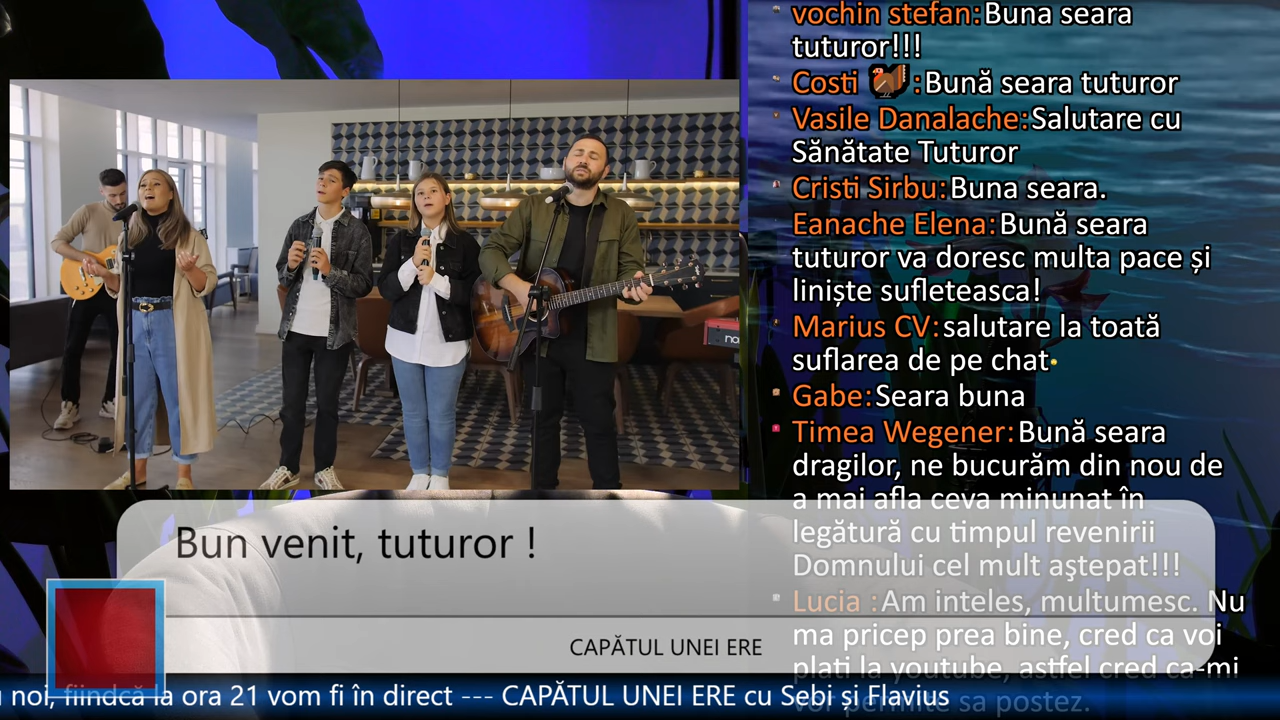 vochin stefan: Buna seara
tuturor!!!
Costi 🦃: Bună seara tuturor
Vasile Danalache: Salutare cu
Sănătate Tuturor
Cristi Sirbu: Buna seara.
Eanache Elena: Bună seara
tuturor va doresc multa pace și
liniște sufleteasca!
Marius CV: salutare la toată
suflarea de pe chat
Gabe: Seara buna
Timea Wegener: Bună seara
dragilor, ne bucurăm din nou de
a mai afla ceva minunat în
legătură cu timpul revenirii
Domnului cel mult aştepat!!!
Lucia : Am inteles, multumesc. Nu
ma pricep prea bine, cred ca voi
plati la youtube, astfel cred ca-mi
vor permite sa postez.
Bun venit, tuturor !
CAPĂTUL UNEI ERE
noi, fiindcă la ora 21 vom fi în direct --- CAPĂTUL UNEI ERE cu Sebi și Flavius